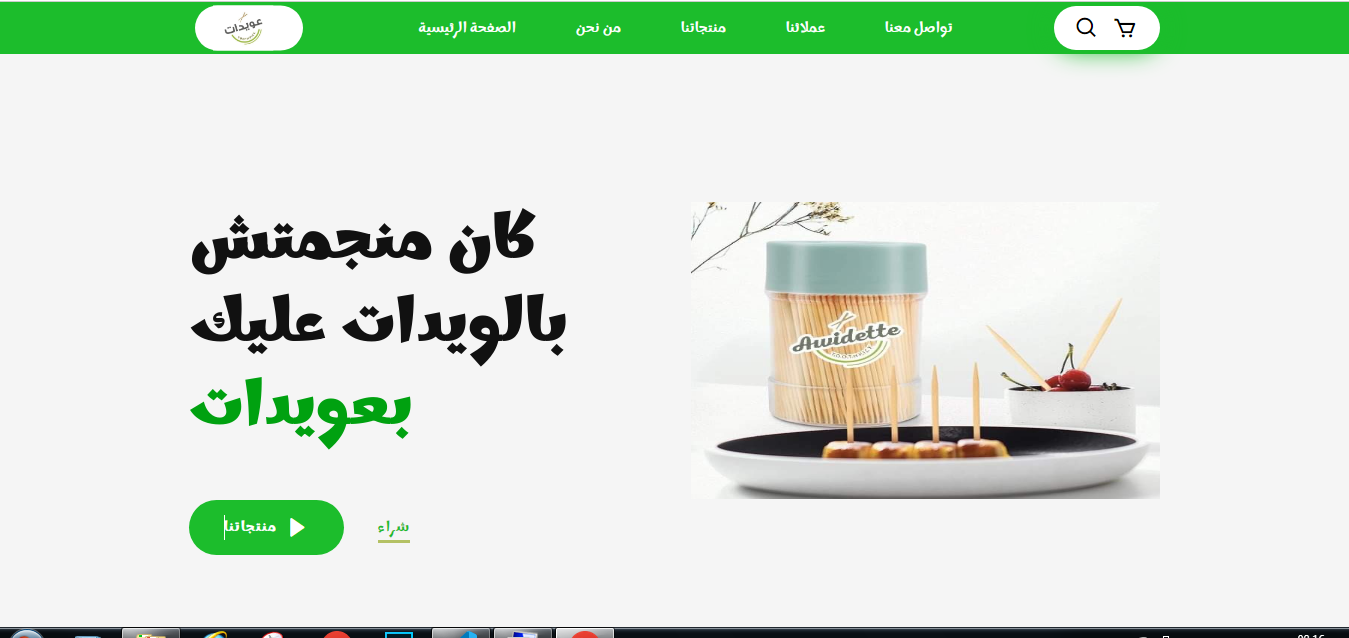 عويدات
الصفحة الرئيسية
من نحن
منتجاتنا
عملائنا
تواصل معنا
كان منجمتش
بالويدات عليك
بعويدات
منتجاتنا
شراء
Awidette